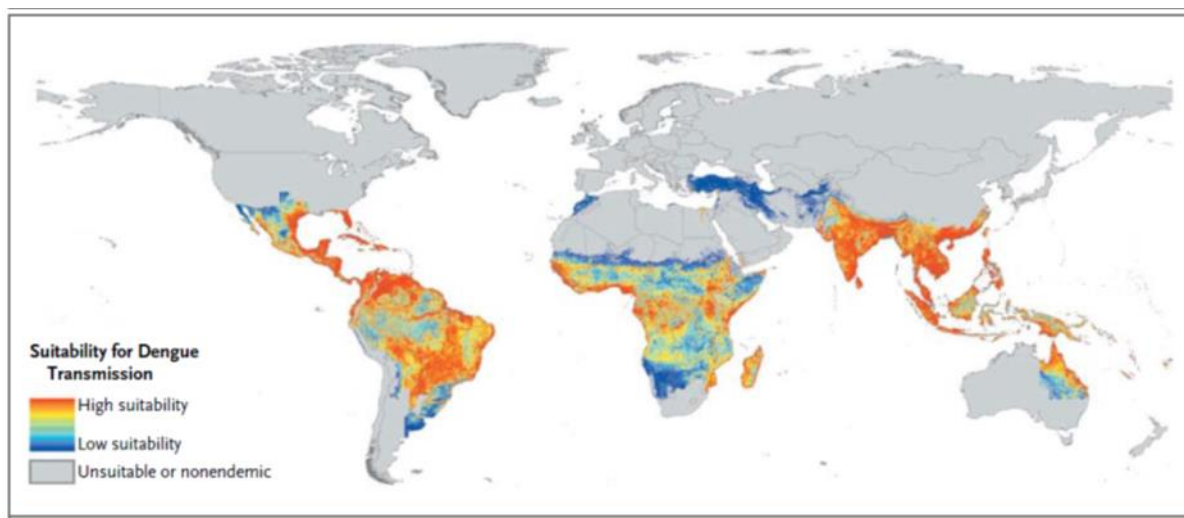 Suitability for Dengue
Transmission
High suitability
Low suitability
Unsuitable or nonendemic